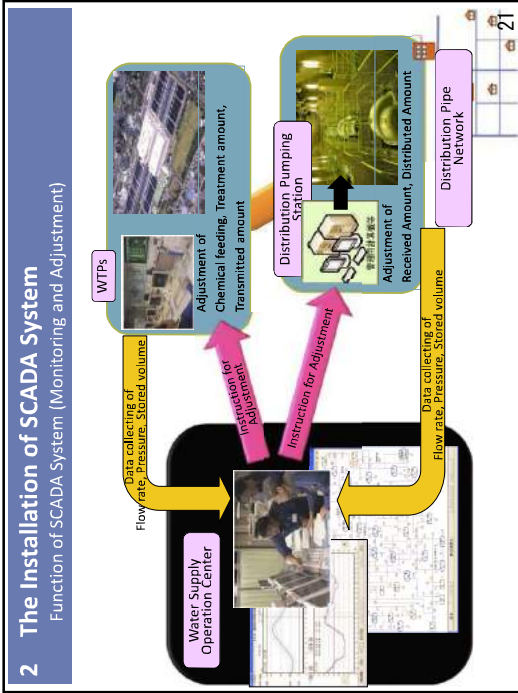 2 The Installation of SCADA System
Function of SCADA System (Monitoring and Adjustment)
Water Supply
Operation Center
Data collecting of
Flow rate, Pressure, Stored volume
Instruction for
Adjustment
Instruction for Adjustment
Data collecting of
Flow rate, Pressure, Stored volume
WTPs
Adjustment of
Chemical feeding, Treatment amount,
Transmitted amount
Distribution Pumping
Station
Adjustment of
Received Amount, Distributed Amount
Distribution Pipe
Network
21